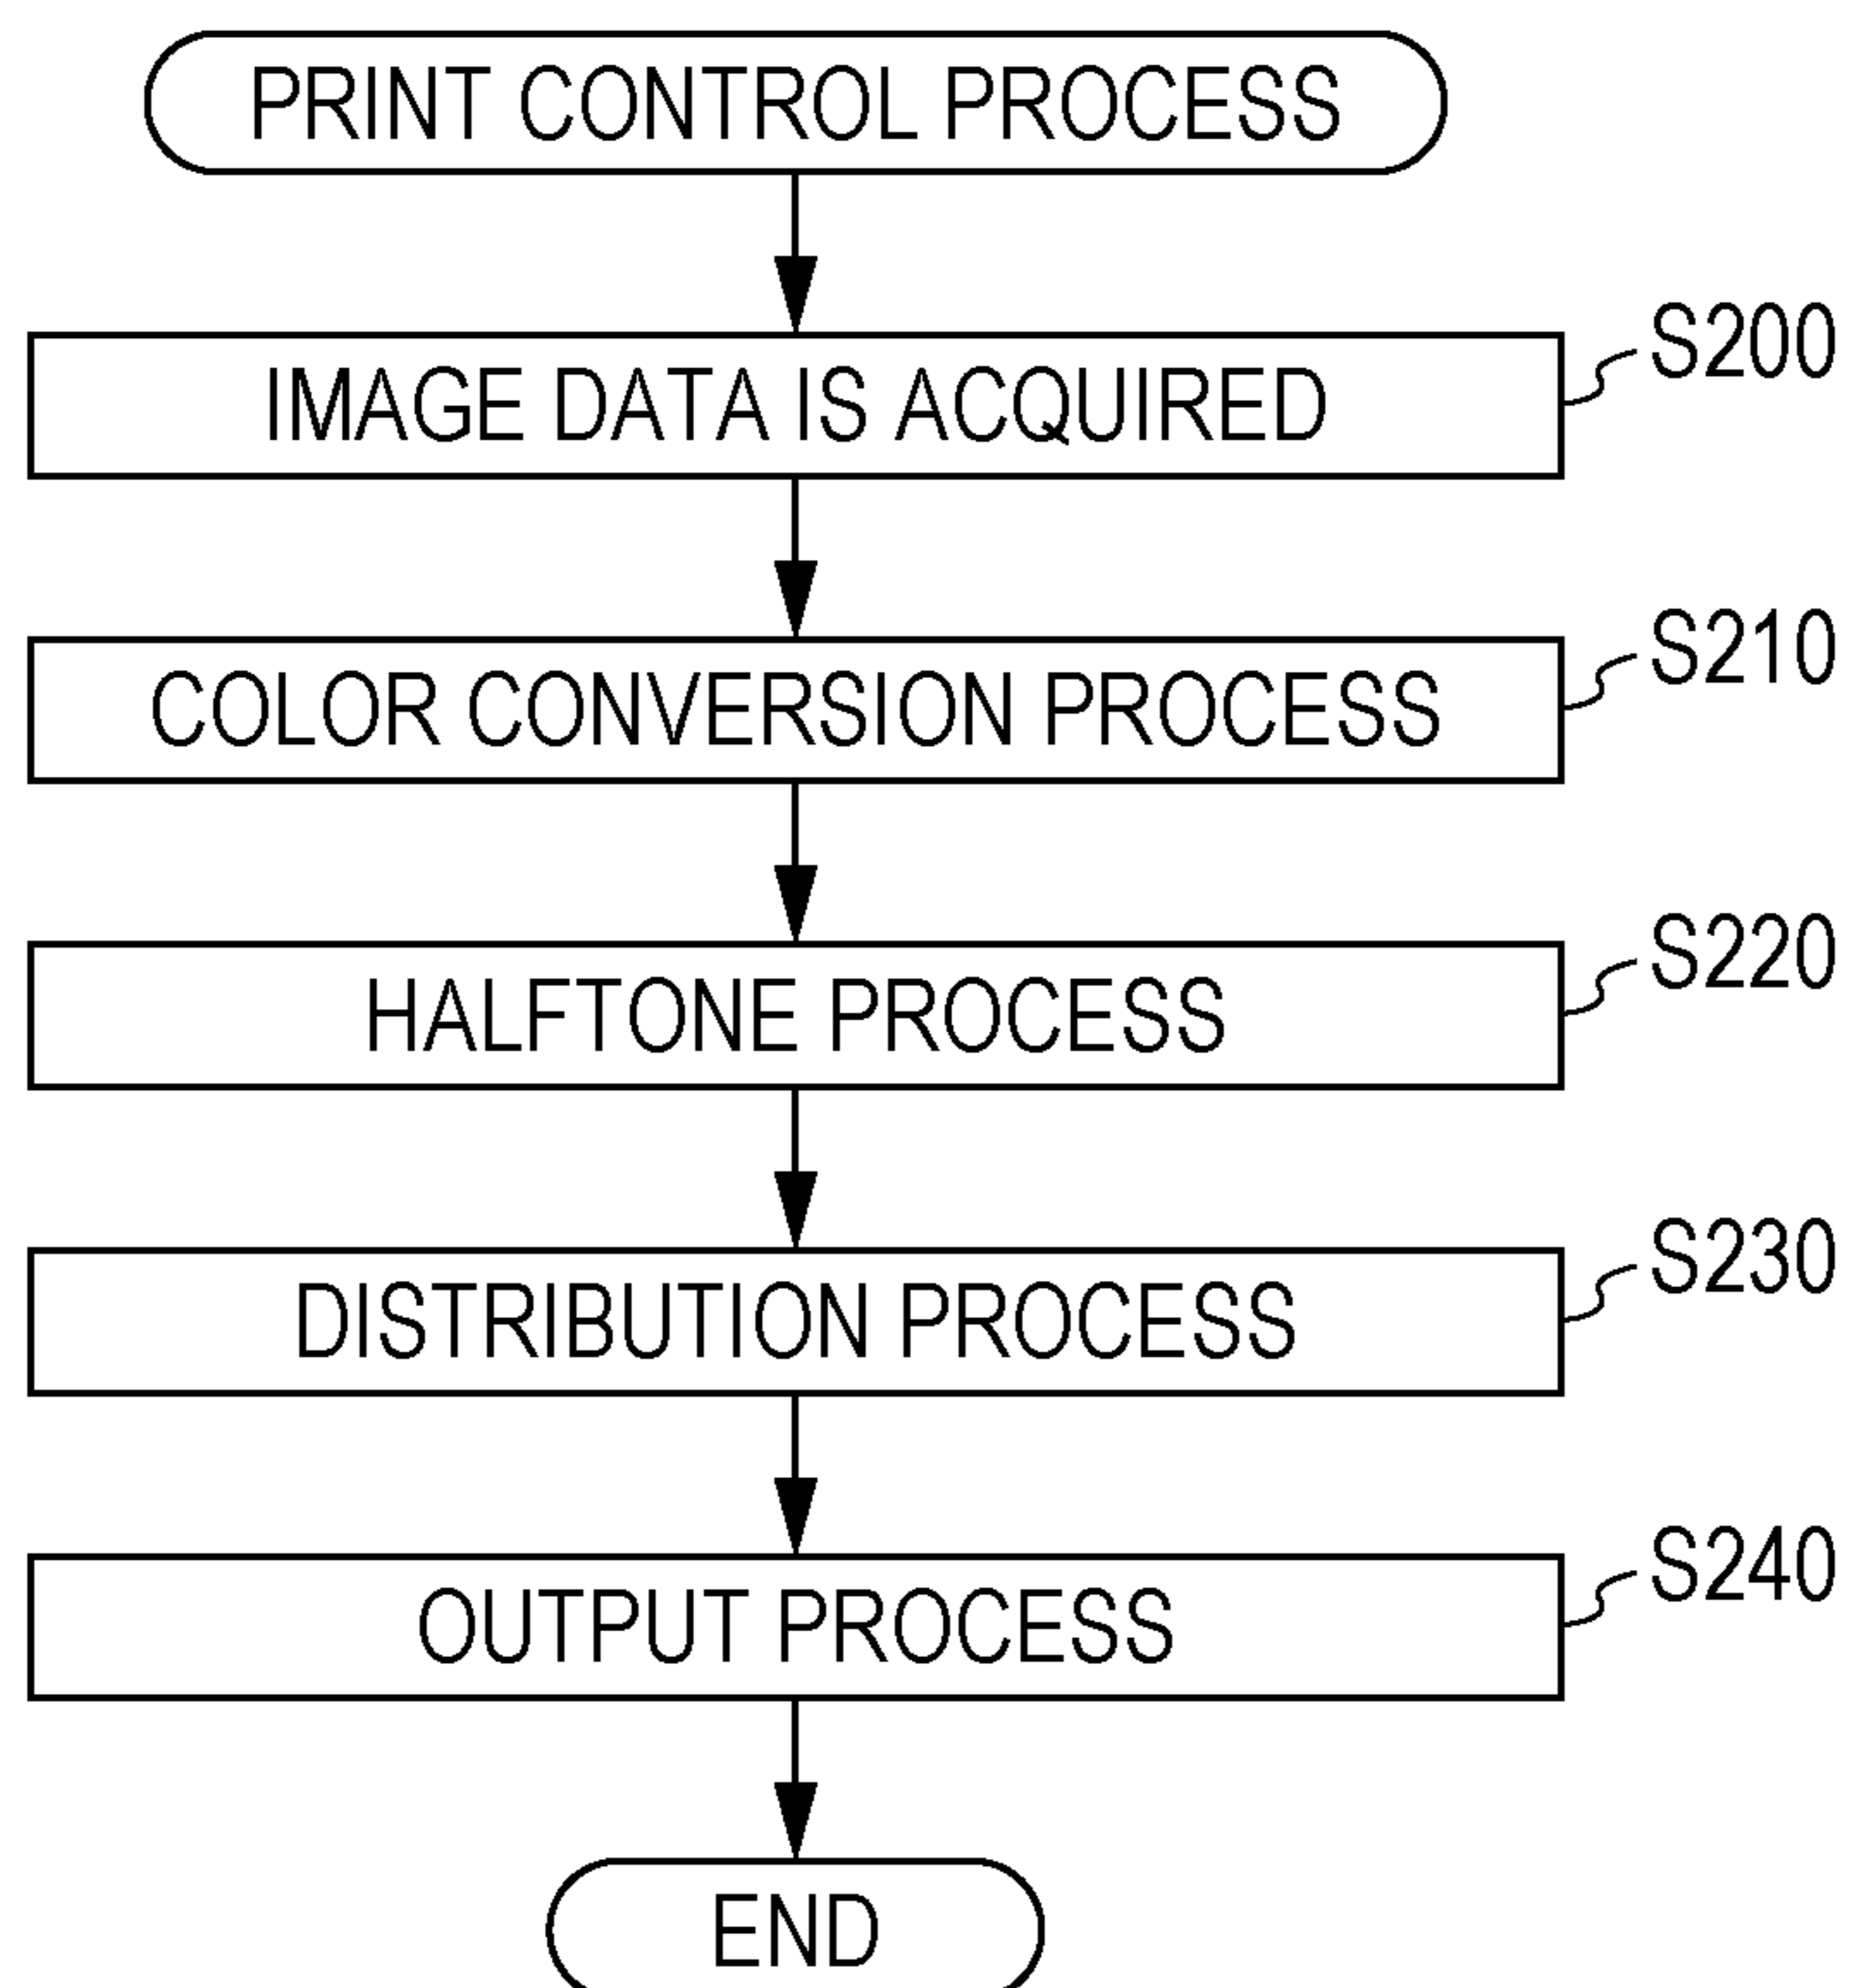 PRINT CONTROL PROCESS
IMAGE DATA IS ACQUIRED
S200
COLOR CONVERSION PROCESS
S210
HALFTONE PROCESS
S220
DISTRIBUTION PROCESS
S230
OUTPUT PROCESS
S240
END